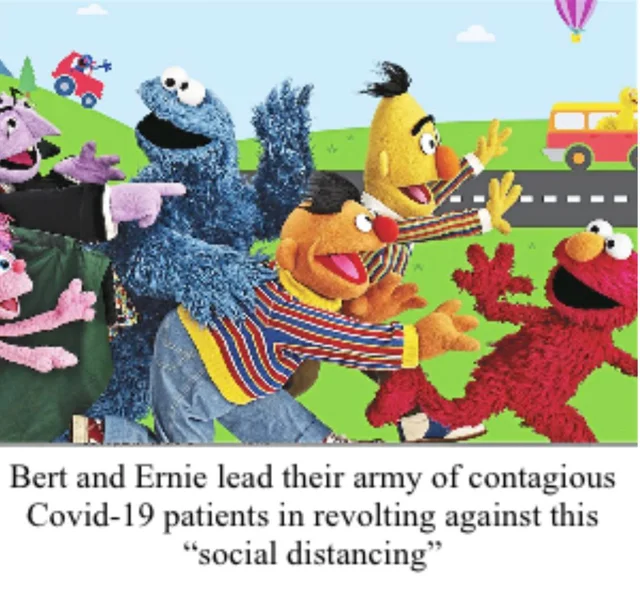 Bert and Ernie lead their army of contagious
Covid-19 patients in revolting against this
“social distancing”